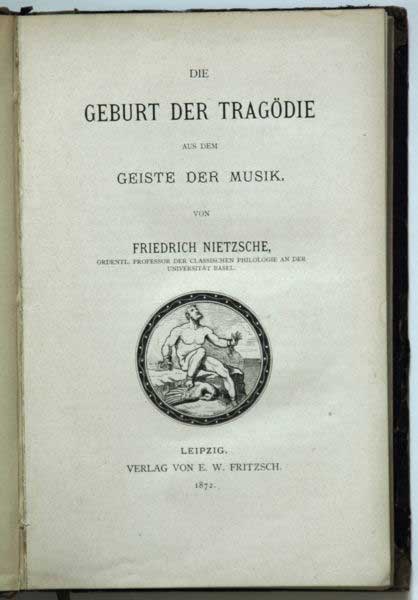 DIE
GEBURT DER TRAGÖDIE
AUS DEM
GEISTE DER MUSIK.
VON
FRIEDRICH NIETZSCHE,
ORDENTL. PROFESSOR DER CLASSISCHEN PHILOLOGIE AN DER
UNIVERSITÄT BASEL.
LEIPZIG.
VERLAG VON E. W. FRITZSCH.
1872.